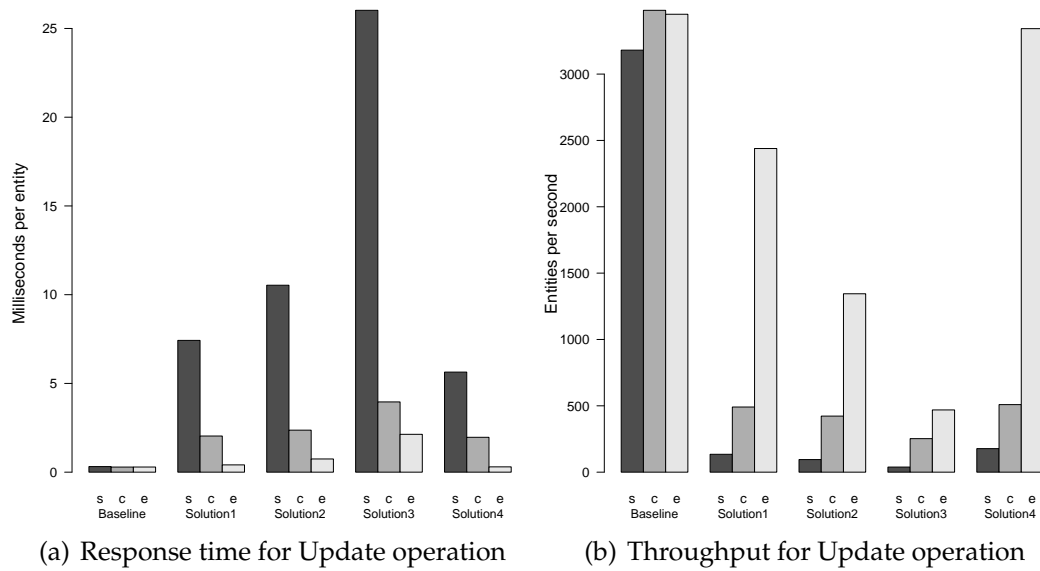 25
20
15
10
5
0
Milliseconds per entity
s c e s c e s c e s c e s c e
Baseline Solution1 Solution2 Solution3 Solution4
(a) Response time for Update operation
3000
2500
2000
1500
1000
500
0
Entities per second
s c e s c e s c e s c e s c e
Baseline Solution1 Solution2 Solution3 Solution4
(b) Throughput for Update operation